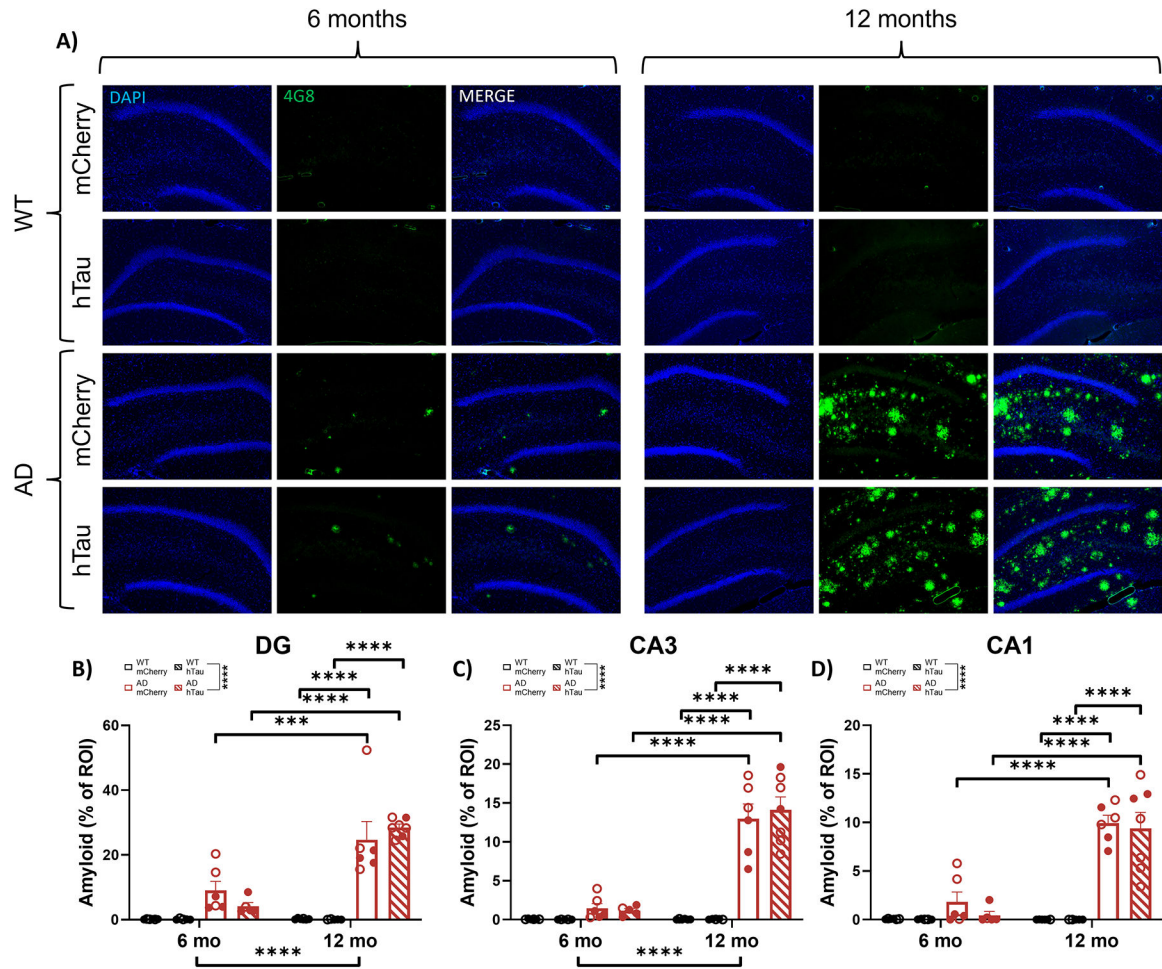 6 months
12 months
A)
DAPI
4G8
MERGE
WT
mCherry
hTau
AD
mCherry
hTau
B)
DG
WT mCherry
WT hTau
AD mCherry
AD hTau
****
****
****
****
***
Amyloid (% of ROI)
60
40
20
0
6 mo
12 mo
****
C)
CA3
WT mCherry
WT hTau
AD mCherry
AD hTau
****
****
****
****
****
Amyloid (% of ROI)
25
20
15
10
5
0
6 mo
12 mo
****
D)
CA1
WT mCherry
WT hTau
AD mCherry
AD hTau
****
****
****
****
****
Amyloid (% of ROI)
20
15
10
5
0
6 mo
12 mo